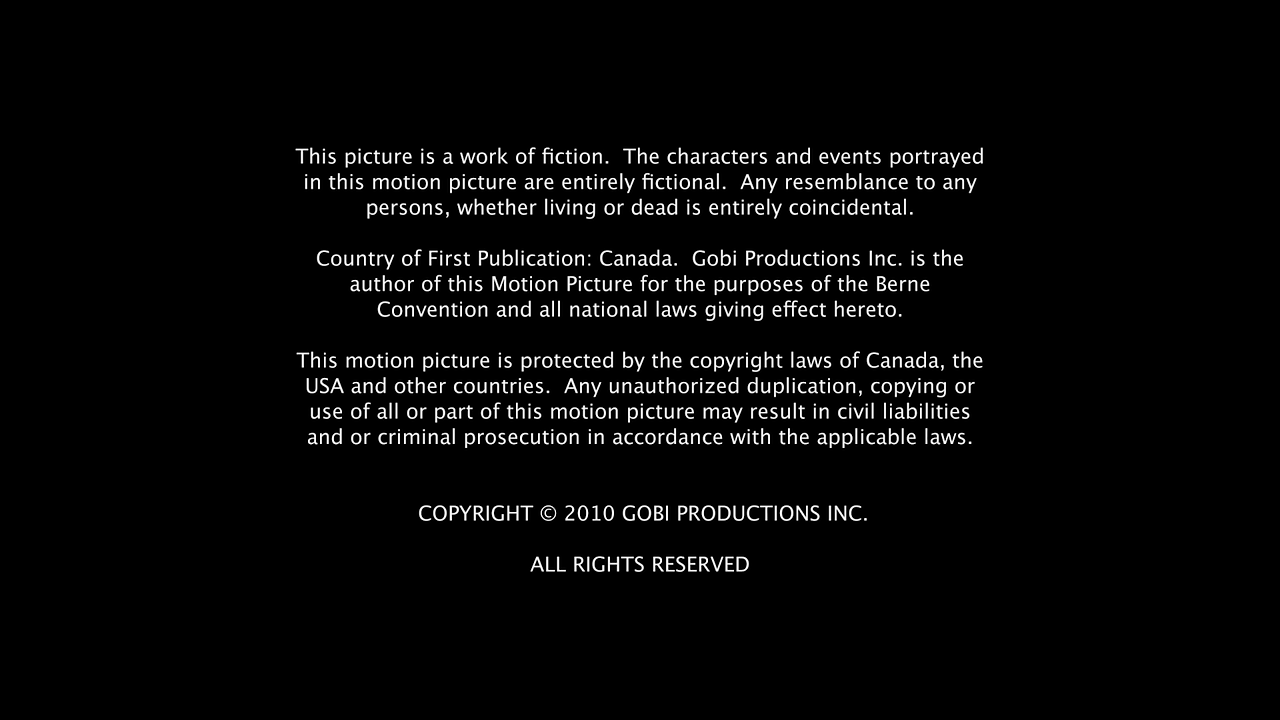 This picture is a work of fiction.  The characters and events portrayed
in this motion picture are entirely fictional.  Any resemblance to any
persons, whether living or dead is entirely coincidental.
Country of First Publication: Canada.  Gobi Productions Inc. is the
author of this Motion Picture for the purposes of the Berne
Convention and all national laws giving effect hereto.
This motion picture is protected by the copyright laws of Canada, the
USA and other countries.  Any unauthorized duplication, copying or
use of all or part of this motion picture may result in civil liabilities
and or criminal prosecution in accordance with the applicable laws.
COPYRIGHT © 2010 GOBI PRODUCTIONS INC.
ALL RIGHTS RESERVED